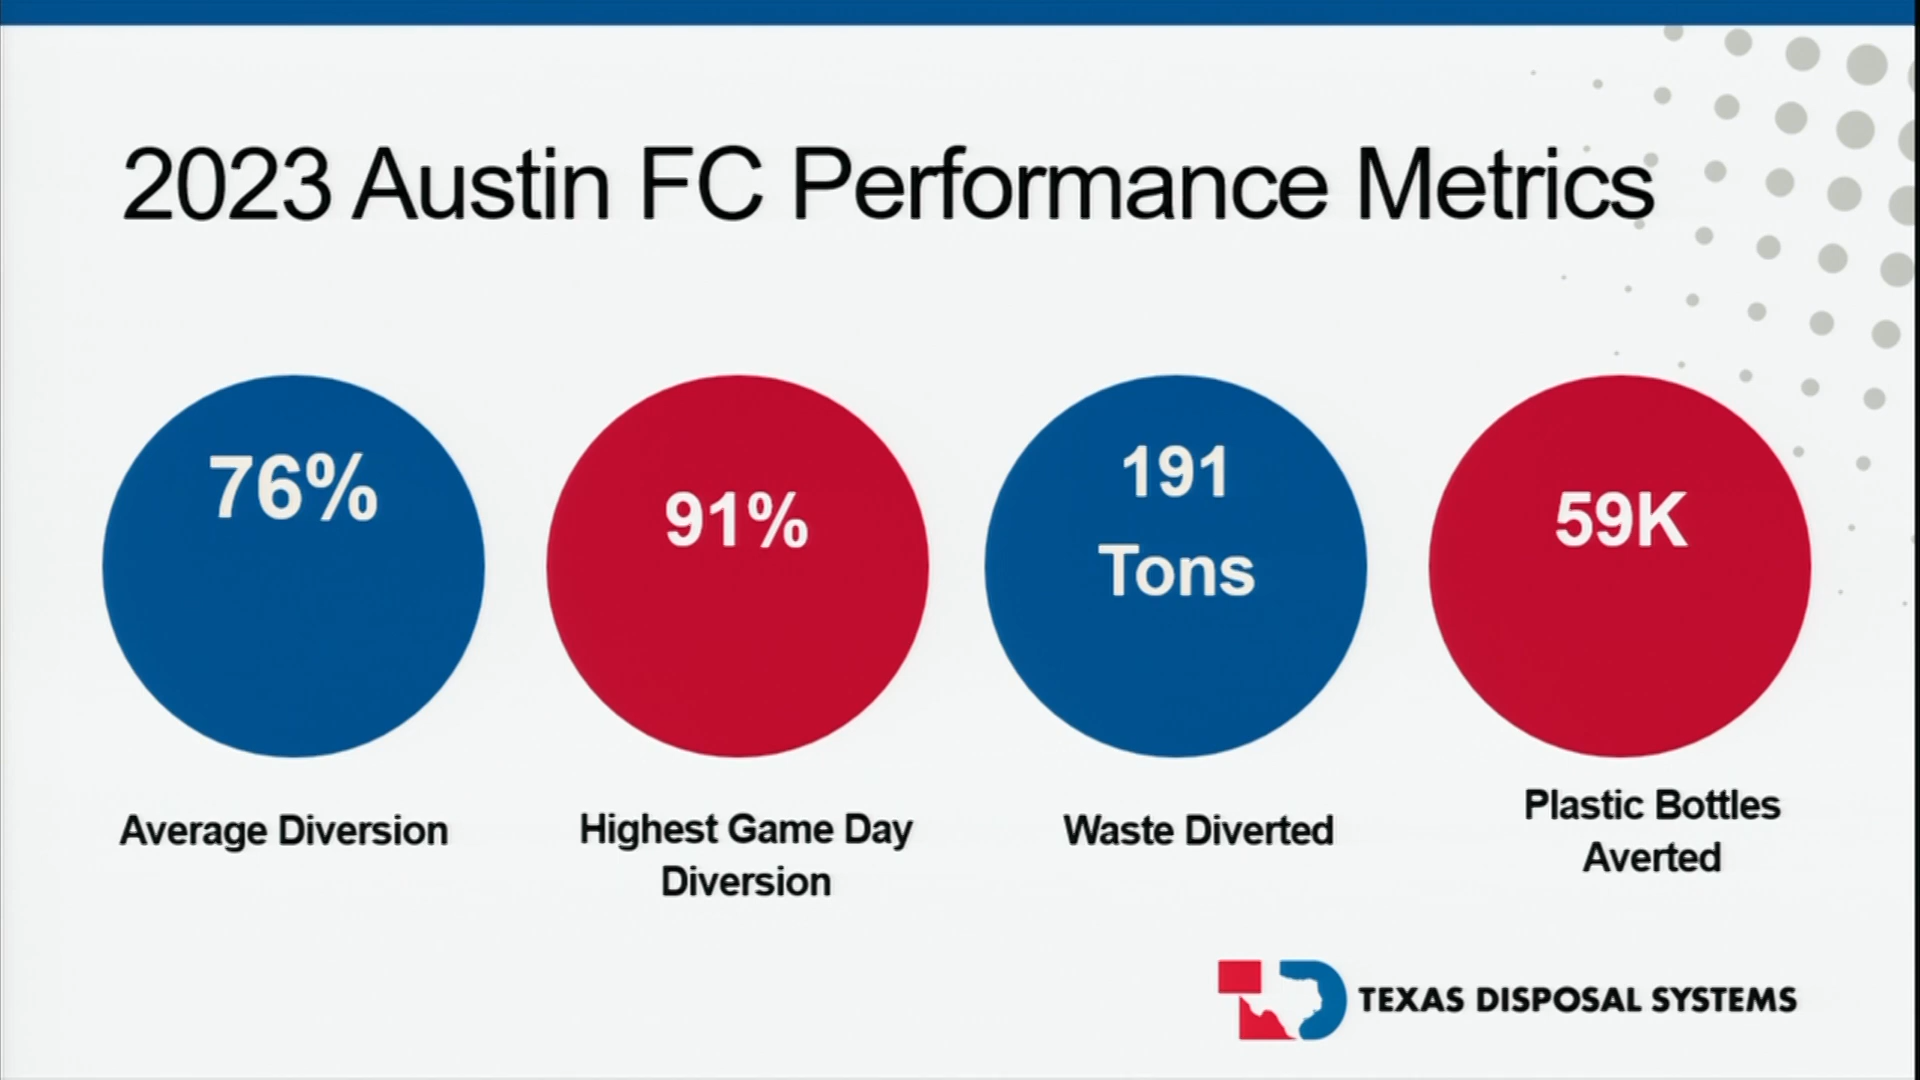 2023 Austin FC Performance Metrics
76%
91%
191
Tons
59K
Average Diversion
Highest Game Day
Diversion
Waste Diverted
Plastic Bottles
Averted
TEXAS DISPOSAL SYSTEMS